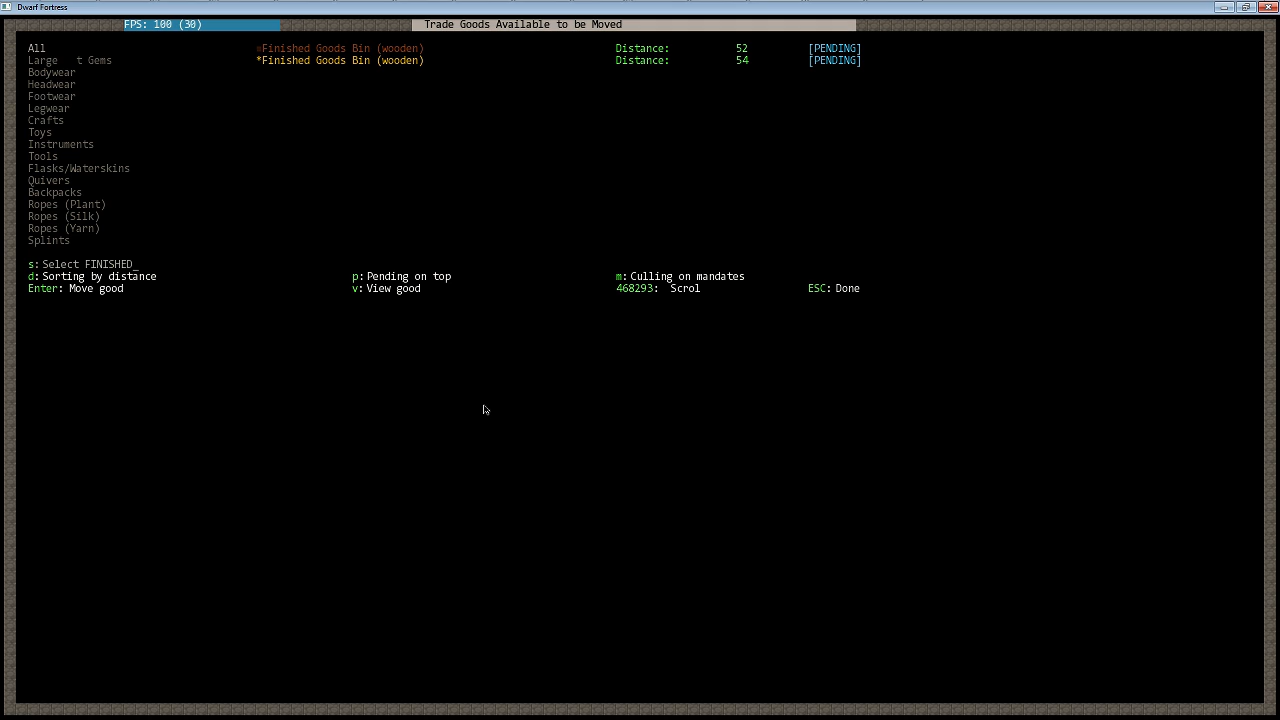 Dwarf Fortress
FPS: 100 (30) Trade Goods Available to be Moved
All ≡Finished Goods Bin (wooden) Distance: 52 [PENDING]
Large t Gems *Finished Goods Bin (wooden) Distance: 54 [PENDING]
Bodywear
Headwear
Footwear
Legwear
Crafts
Toys
Instruments
Tools
Flasks/Waterskins
Quivers
Backpacks
Ropes (Plant)
Ropes (Silk)
Ropes (Yarn)
Splints
s: Select FINISHED_
d: Sorting by distance p: Pending on top m: Culling on mandates
Enter: Move good v: View good 468293: Scrol ESC: Done